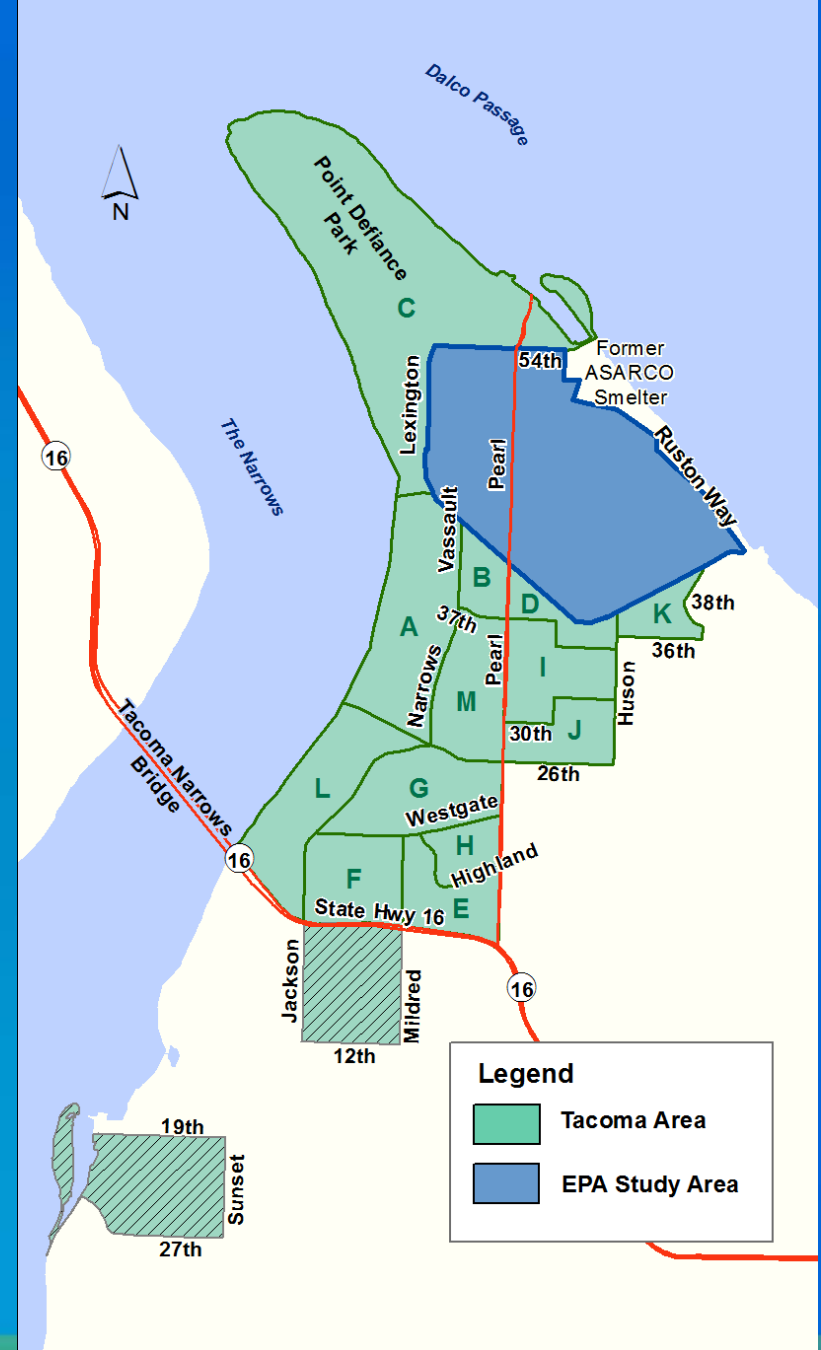 Dalco Passage
N
Point Defiance
Park
C
54th
Former
ASARCO
Smelter
Lexington
Pearl
Ruston Way
16
The Narrows
Vassault
B
D
K
38th
A
37th
36th
Narrows
Pearl
I
Huson
M
30th
J
26th
Tacoma Narrows
Bridge
L
G
Westgate
16
H
Highland
F
E
State Hwy 16
Jackson
Mildred
16
12th
Legend
Tacoma Area
EPA Study Area
19th
Sunset
27th